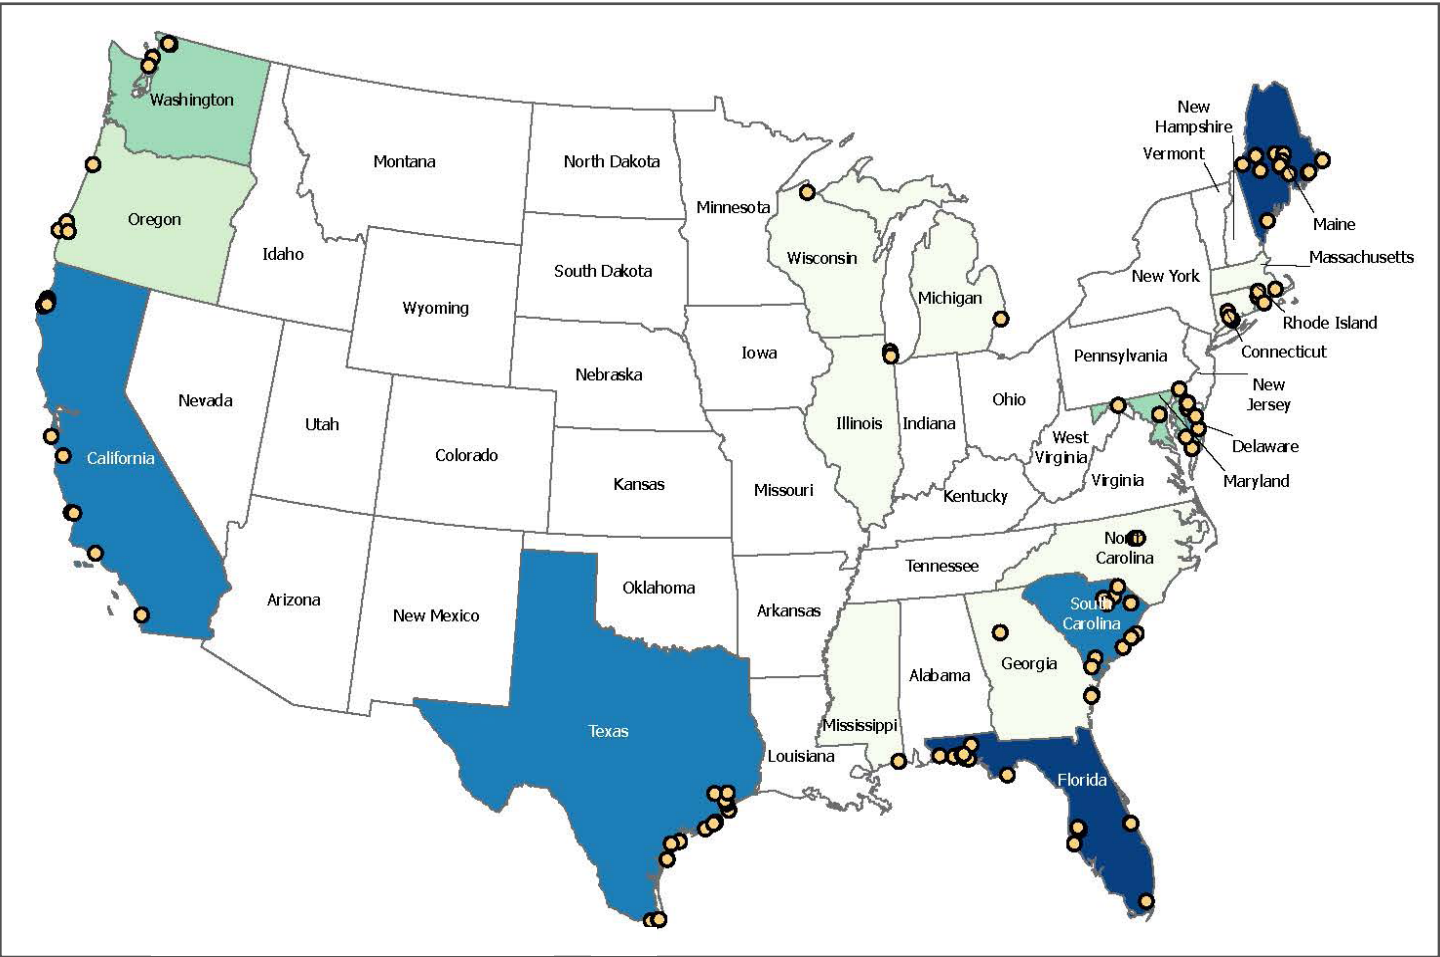 New
Hampshire
Vermont
Washington
Montana
North Dakota
Minnesota
Maine
Oregon
Idaho
Wisconsin
Massachusetts
South Dakota
New York
Wyoming
Michigan
Rhode Island
Iowa
Pennsylvania
Connecticut
Nebraska
New
Jersey
Nevada
Ohio
Utah
Illinois
Indiana
West
Virginia
Delaware
California
Colorado
Kansas
Missouri
Kentucky
Virginia
Maryland
North
Carolina
Tennessee
Oklahoma
Arizona
New Mexico
Arkansas
South
Carolina
Georgia
Alabama
Mississippi
Texas
Louisiana
Florida